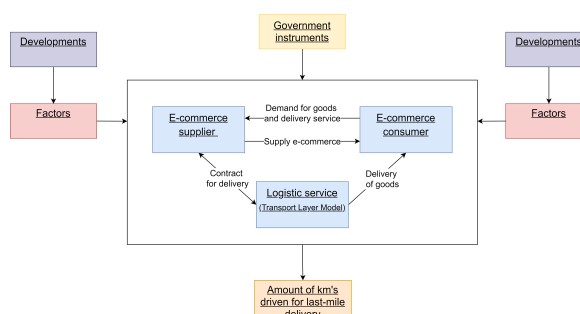 Government
instruments
Developments
Developments
Factors
Factors
E-commerce
supplier
Demand for goods
and delivery service
E-commerce
consumer
Supply e-commerce
Contract
for delivery
Delivery
of goods
Logistic service
(Transport Layer Model)
Amount of km's
driven for last-mile
delivery